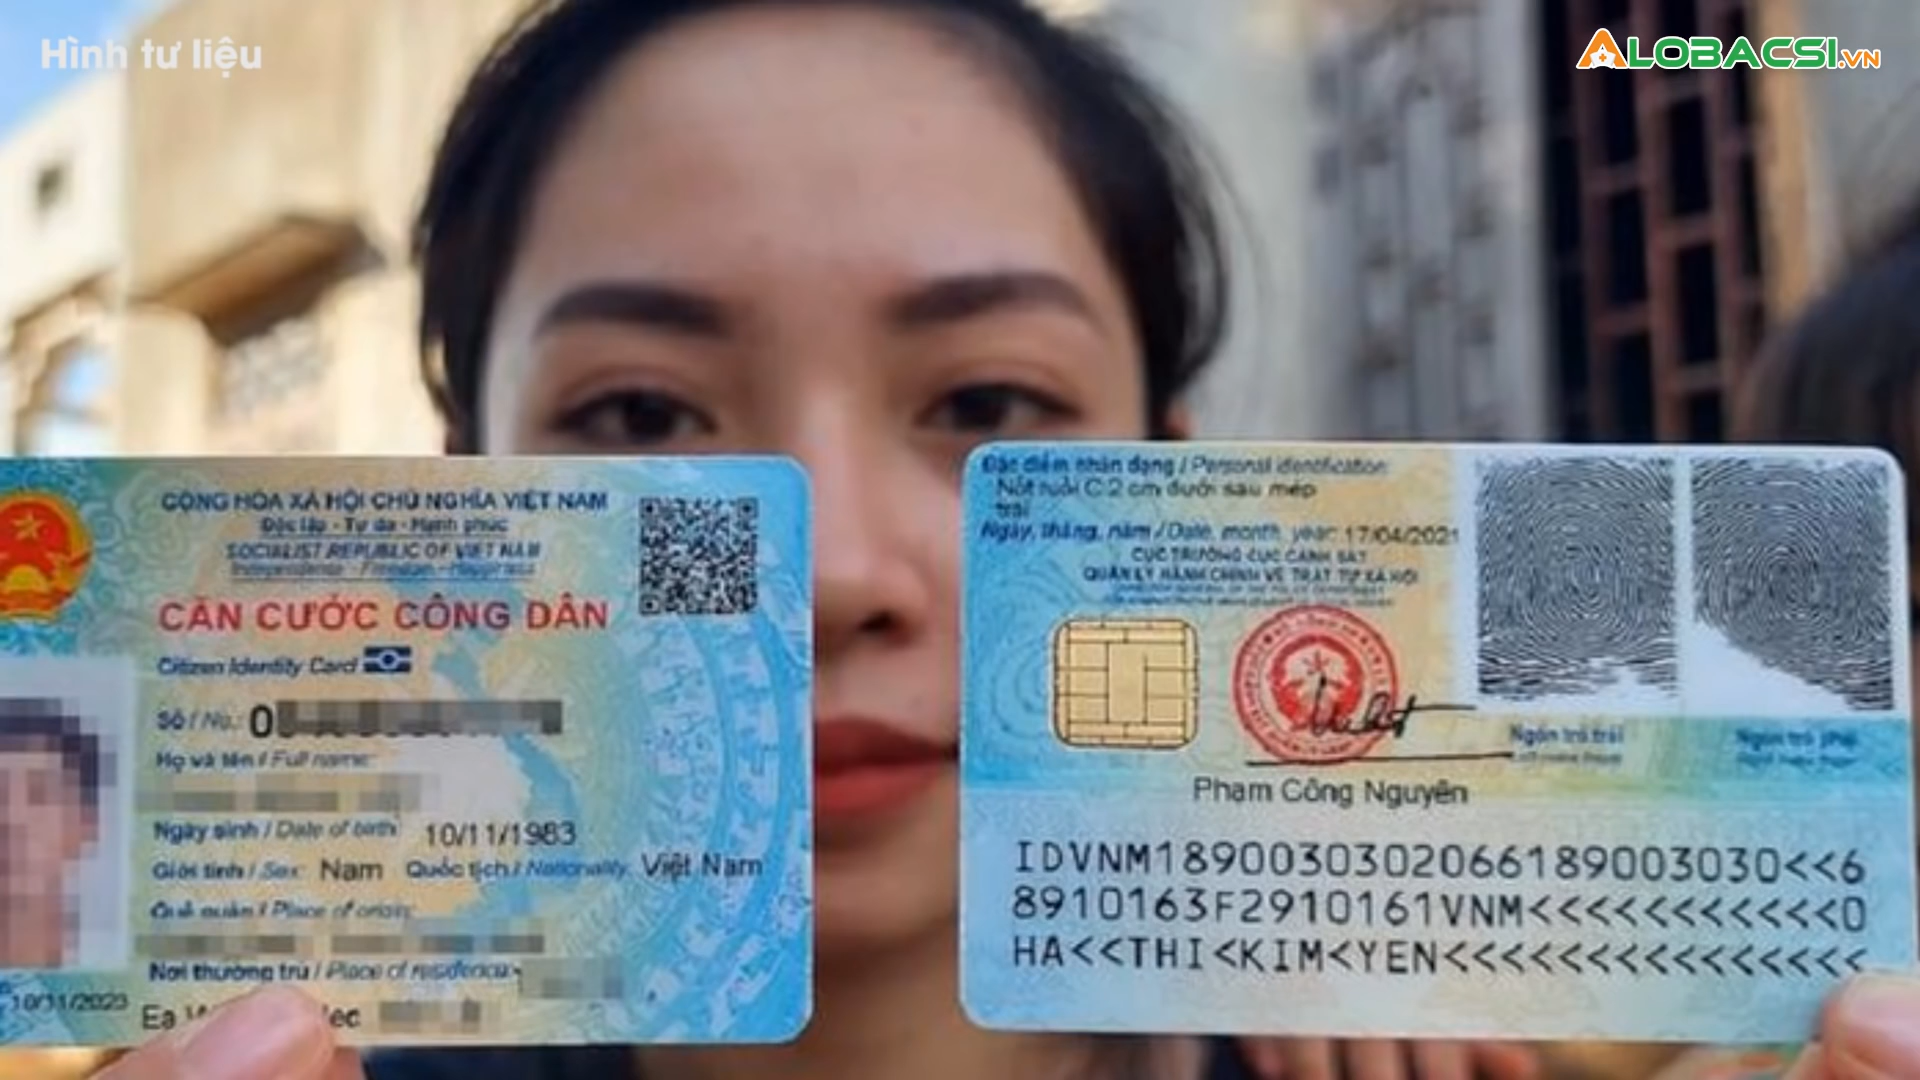 Hình tư liệu
ALOBACSI.VN
CỘNG HÒA XÃ HỘI CHỦ NGHĨA VIỆT NAM
Độc lập - Tự do - Hạnh phúc
SOCIALIST REPUBLIC OF VIET NAM
Independence - Freedom - Happiness
CĂN CƯỚC CÔNG DÂN
Citizen Identity Card
Số / No.: 0
Họ và tên / Full name:
Ngày sinh / Date of birth: 10/11/1983
Giới tính / Sex: Nam Quốc tịch / Nationality: Việt Nam
Quê quán / Place of origin:
Nơi thường trú / Place of residence:
10/11/2023
Ea
Đặc điểm nhân dạng / Personal identification:
Nốt ruồi C:2 cm dưới sau mép
trái
Ngày, tháng, năm / Date, month, year: 17/04/2021
CỤC TRƯỞNG CỤC CẢNH SÁT
QUẢN LÝ HÀNH CHÍNH VỀ TRẬT TỰ XÃ HỘI
Ngón trỏ trái
Ngón trỏ phải
Phạm Công Nguyên
IDVNM1890030302066189003030<<6
8910163F2910161VNM<<<<<<<<<<<0
HA<<THI<KIM<YEN<<<<<<<<<<<<<<<